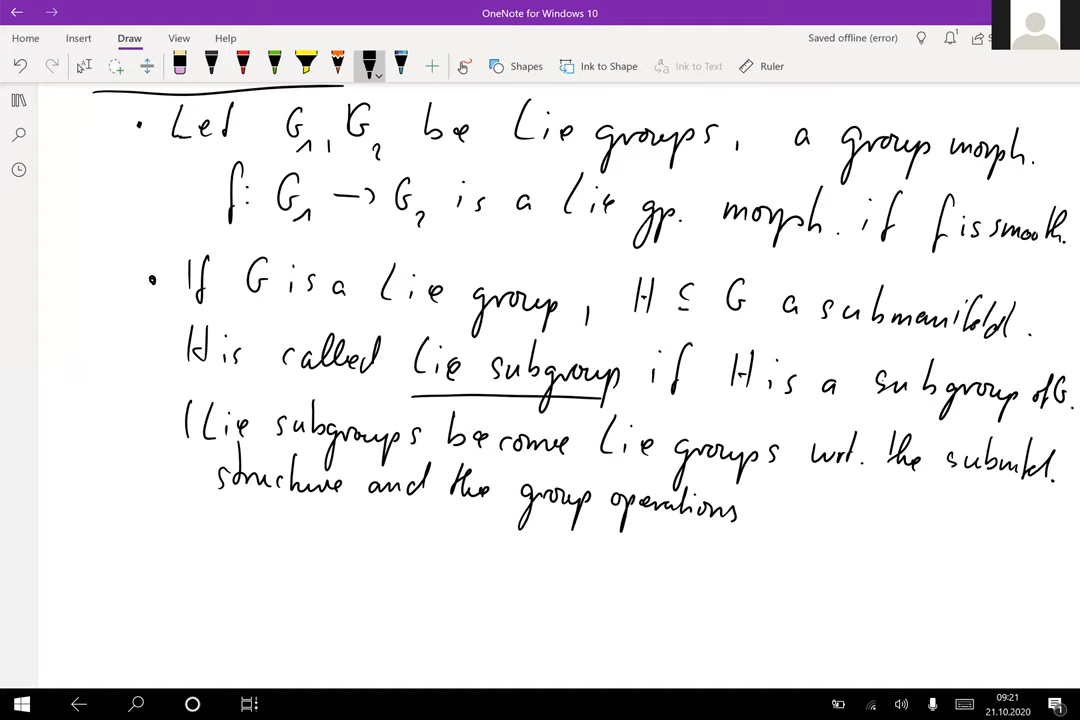 OneNote for Windows 10
Home Insert Draw View Help Saved offline (error)
Shapes Ink to Shape Ink to Text Ruler
• Let G₁, G₂ be Lie groups, a group morph.
f: G₁ → G₂ is a Lie gp. morph. if f is smooth.
• If G is a Lie group, H ⊆ G a submanifold.
H is called Lie subgroup if H is a subgroup of G.
(Lie subgroups become Lie groups wrt. the submfd.
structure and the group operations
09:21
21.10.2020